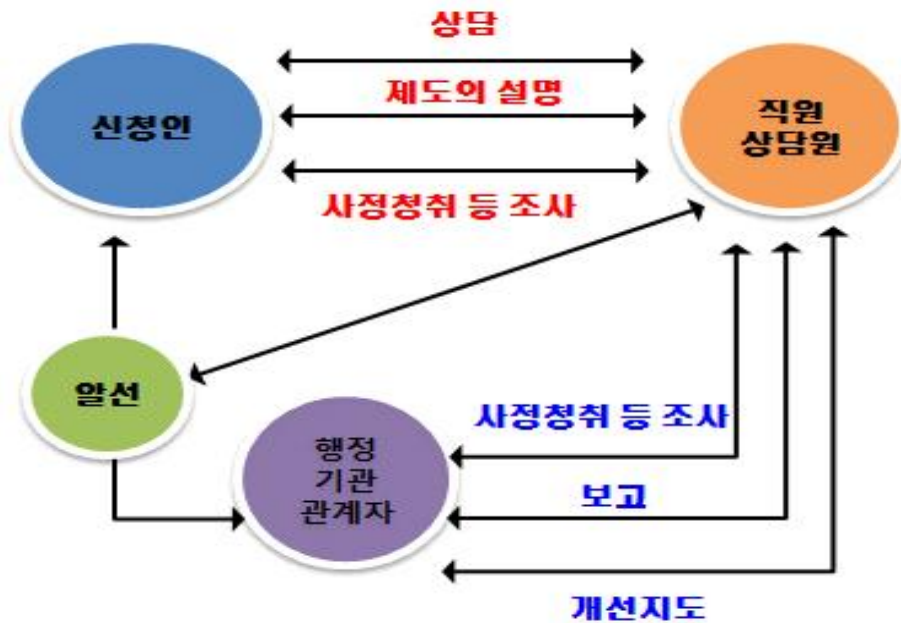 상담
제도의 설명
신청인
직원
상담원
사정청취 등 조사
알선
사정청취 등 조사
행정
기관
관계자
보고
개선지도